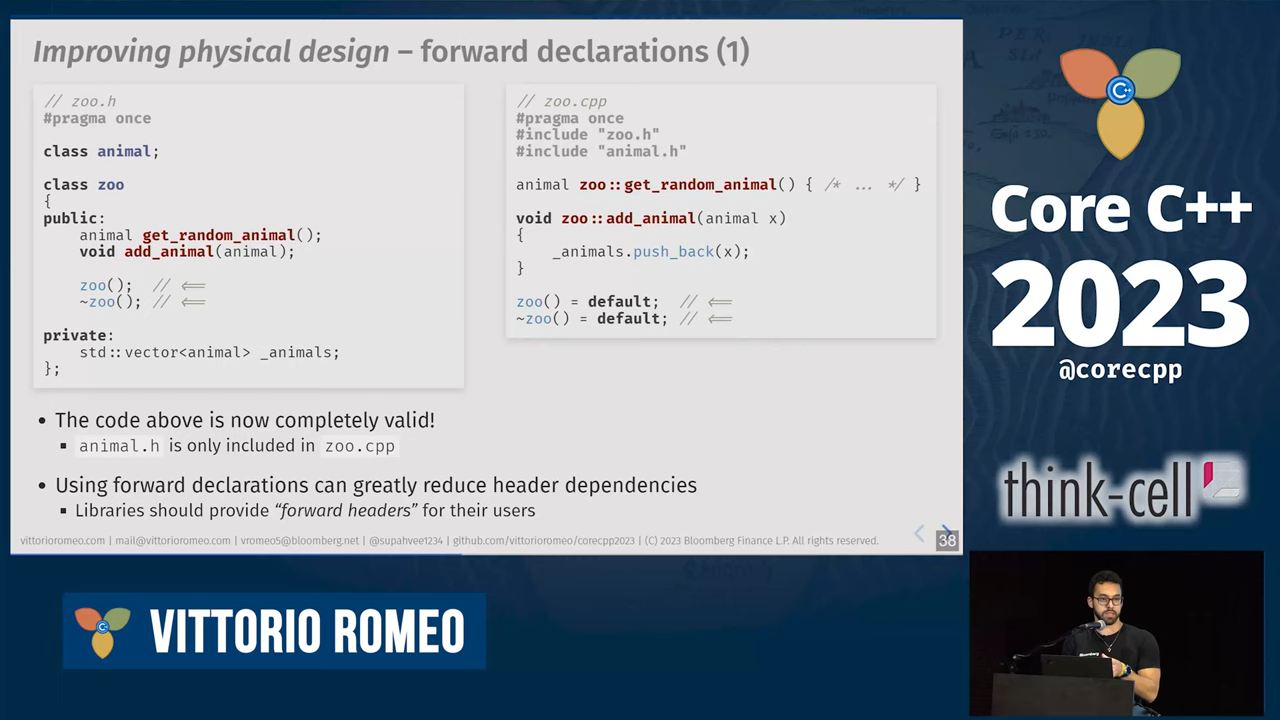 Improving physical design – forward declarations (1)
// zoo.h
#pragma once
class animal;
class zoo
{
public:
animal get_random_animal();
void add_animal(animal);
zoo(); // <==
~zoo(); // <==
private:
std::vector<animal> _animals;
};
// zoo.cpp
#pragma once
#include "zoo.h"
#include "animal.h"
animal zoo::get_random_animal() { /* ... */ }
void zoo::add_animal(animal x)
{
_animals.push_back(x);
}
zoo() = default; // <==
~zoo() = default; // <==
• The code above is now completely valid!
▪ animal.h is only included in zoo.cpp
• Using forward declarations can greatly reduce header dependencies
▪ Libraries should provide “forward headers” for their users
vittorioromeo.com | mail@vittorioromeo.com | vromeo5@bloomberg.net | @supahvee1234 | github.com/vittorioromeo/corecpp2023 | (C) 2023 Bloomberg Finance L.P. All rights reserved.
38
C++
Core C++
2023
@corecpp
think-cell
C++
VITTORIO ROMEO